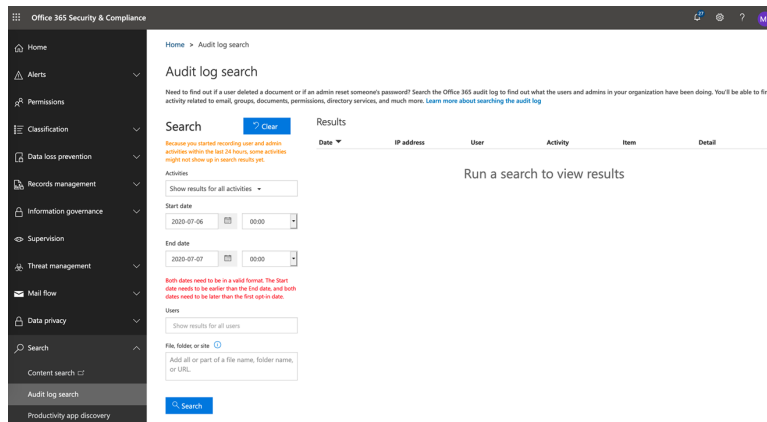 Office 365 Security & Compliance
27
?
M
Home
Alerts
Permissions
Classification
Data loss prevention
Records management
Information governance
Supervision
Threat management
Mail flow
Data privacy
Search
Content search
Audit log search
Productivity app discovery
Home > Audit log search
Audit log search
Need to find out if a user deleted a document or if an admin reset someone's password? Search the Office 365 audit log to find out what the users and admins in your organization have been doing. You'll be able to fin
activity related to email, groups, documents, permissions, directory services, and much more. Learn more about searching the audit log
Search
Clear
Because you started recording user and admin
activities within the last 24 hours, some activities
might not show up in search results yet.
Activities
Show results for all activities
Start date
2020-07-06
00:00
End date
2020-07-07
00:00
Both dates need to be in a valid format. The Start
date needs to be earlier than the End date, and both
dates need to be later than the first opt-in date.
Users
Show results for all users
File, folder, or site
Add all or part of a file name, folder name,
or URL.
Search
Results
Date IP address User Activity Item Detail
Run a search to view results